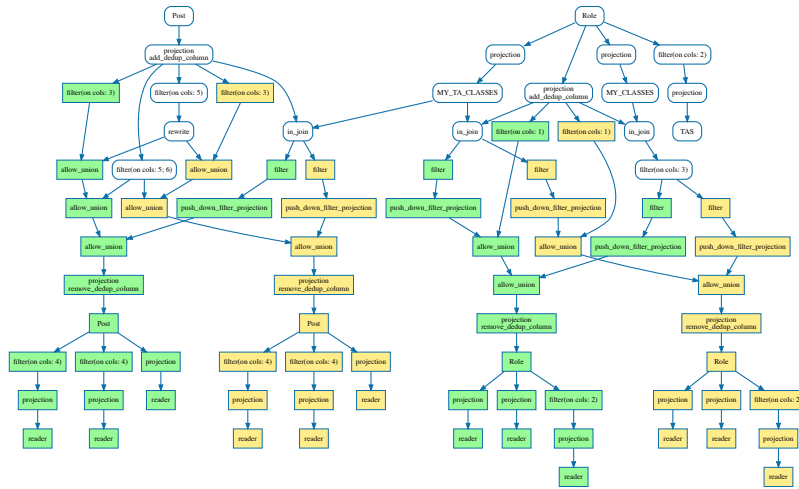 Post
Role
projection
add_dedup_column
projection
projection
filter(on cols: 2)
filter(on cols: 3)
filter(on cols: 5)
filter(on cols: 3)
MY_TA_CLASSES
projection
add_dedup_column
MY_CLASSES
projection
rewrite
in_join
in_join
filter(on cols: 1)
filter(on cols: 1)
in_join
TAS
allow_union
filter(on cols: 5; 6)
allow_union
filter
filter
filter
filter
filter(on cols: 3)
allow_union
allow_union
push_down_filter_projection
push_down_filter_projection
push_down_filter_projection
push_down_filter_projection
filter
filter
allow_union
allow_union
allow_union
allow_union
push_down_filter_projection
push_down_filter_projection
projection
remove_dedup_column
projection
remove_dedup_column
allow_union
allow_union
Post
Post
projection
remove_dedup_column
projection
remove_dedup_column
filter(on cols: 4)
filter(on cols: 4)
projection
filter(on cols: 4)
filter(on cols: 4)
projection
Role
Role
projection
projection
reader
projection
projection
reader
projection
projection
filter(on cols: 2)
projection
projection
filter(on cols: 2
reader
reader
reader
reader
reader
reader
projection
reader
reader
projection
reader
reader